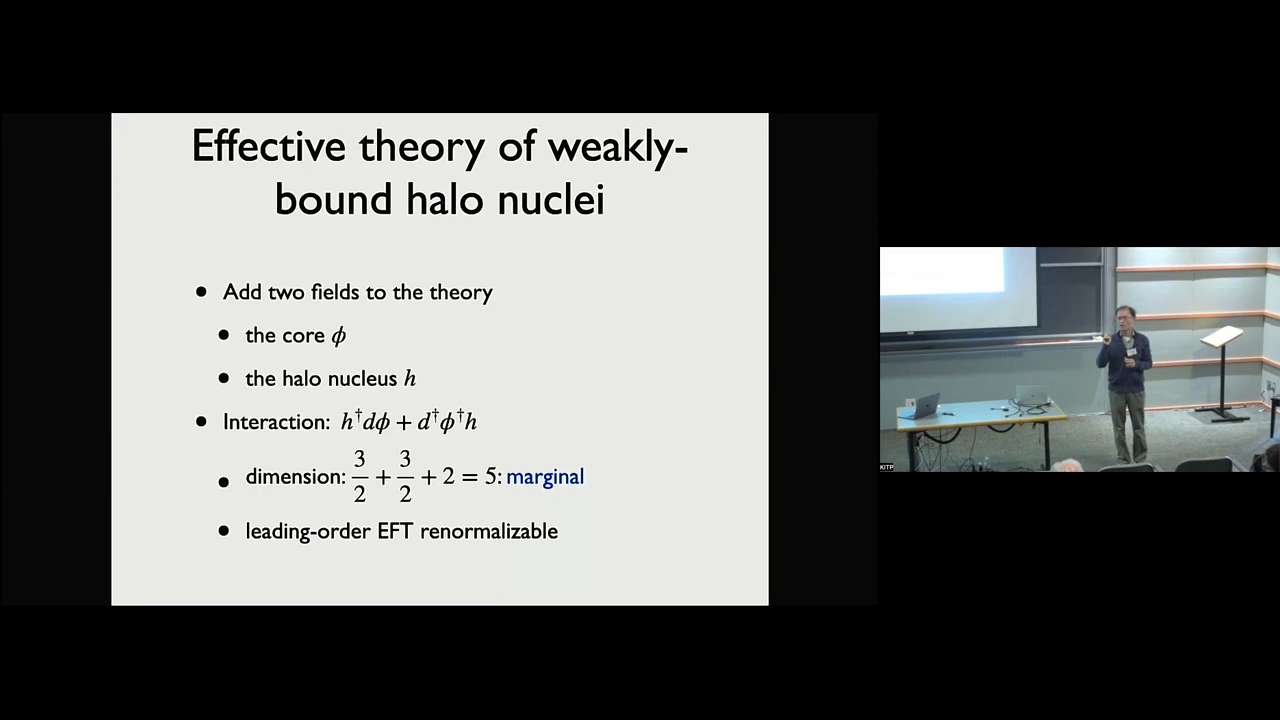 Effective theory of weakly-
bound halo nuclei
• Add two fields to the theory
• the core ϕ
• the halo nucleus h
• Interaction: h†dϕ + d†ϕ†h
• dimension: 3/2 + 3/2 + 2 = 5: marginal
• leading-order EFT renormalizable
KITP